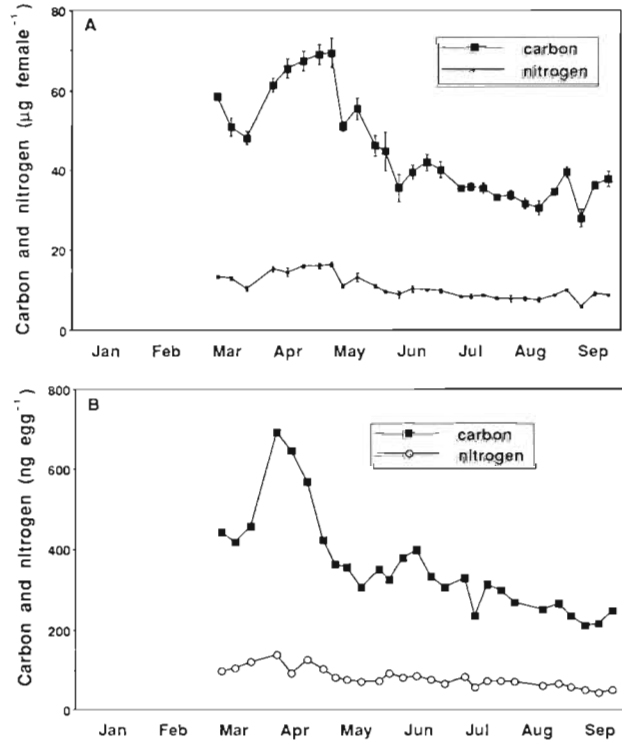 A
carbon
nitrogen
Carbon and nitrogen (µg female⁻¹)
80
60
40
20
0
Jan Feb Mar Apr May Jun Jul Aug Sep
B
carbon
nitrogen
Carbon and nitrogen (ng egg⁻¹)
800
600
400
200
0
Jan Feb Mar Apr May Jun Jul Aug Sep